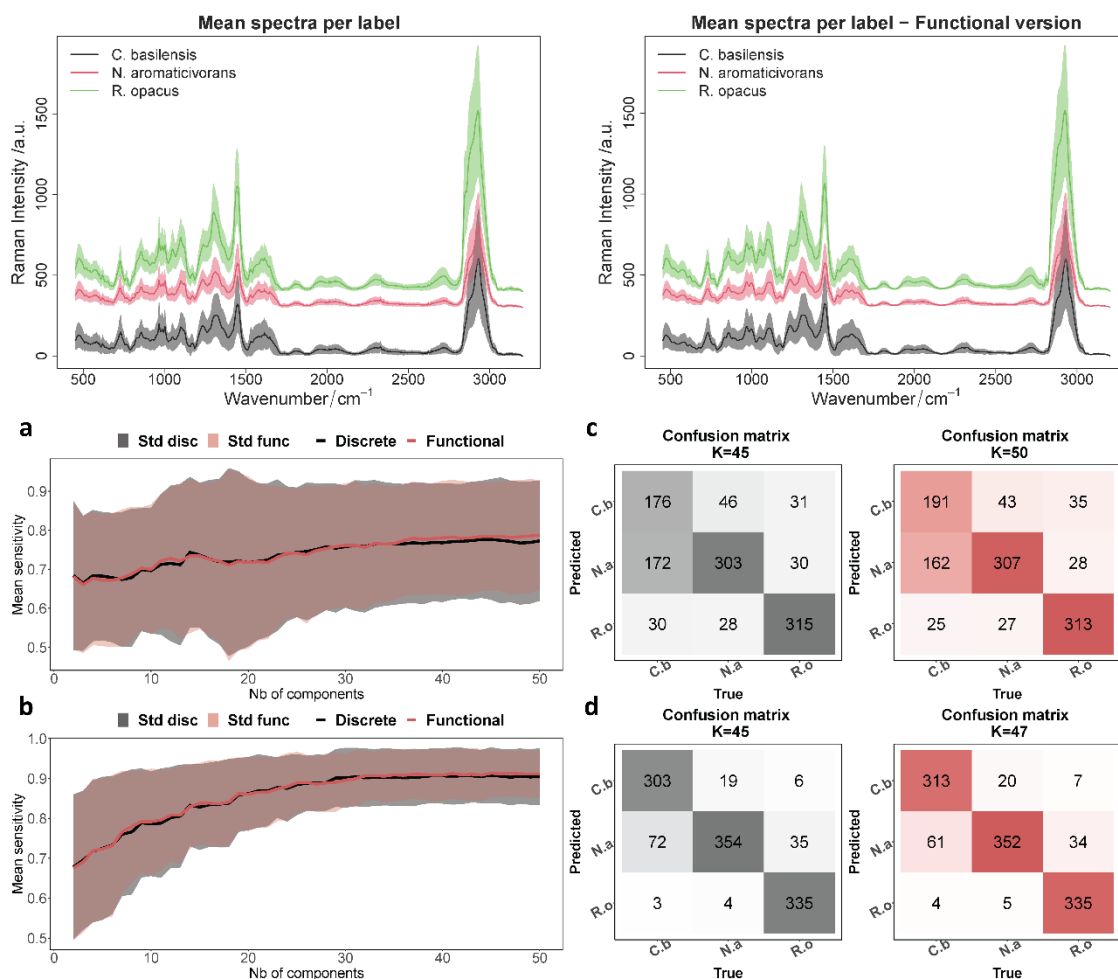 Mean spectra per label
C. basilensis
N. aromaticivorans
R. opacus
Raman Intensity /a.u.
1500
1000
500
0
500 1000 1500 2000 2500 3000
Wavenumber/cm⁻¹
Mean spectra per label − Functional version
C. basilensis
N. aromaticivorans
R. opacus
Raman Intensity /a.u.
1500
1000
500
0
500 1000 1500 2000 2500 3000
Wavenumber/cm⁻¹
a
Std disc Std func Discrete Functional
Mean sensitivity
0.9
0.8
0.7
0.6
0.5
0 10 20 30 40 50
Nb of components
b
Std disc Std func Discrete Functional
Mean sensitivity
1.0
0.9
0.8
0.7
0.6
0.5
0 10 20 30 40 50
Nb of components
c
Confusion matrix
K=45
Predicted
C.b 176 46 31
N.a 172 303 30
R.o 30 28 315
C.b N.a R.o
True
Confusion matrix
K=50
Predicted
C.b 191 43 35
N.a 162 307 28
R.o 25 27 313
C.b N.a R.o
True
d
Confusion matrix
K=45
Predicted
C.b 303 19 6
N.a 72 354 35
R.o 3 4 335
C.b N.a R.o
True
Confusion matrix
K=47
Predicted
C.b 313 20 7
N.a 61 352 34
R.o 4 5 335
C.b N.a R.o
True